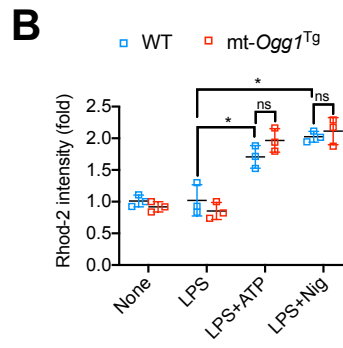 B
WT mt-Ogg1Tg
Rhod-2 intensity (fold)
2.5
2.0
1.5
1.0
0.5
0.0
*
*
ns
ns
None
LPS
LPS+ATP
LPS+Nig